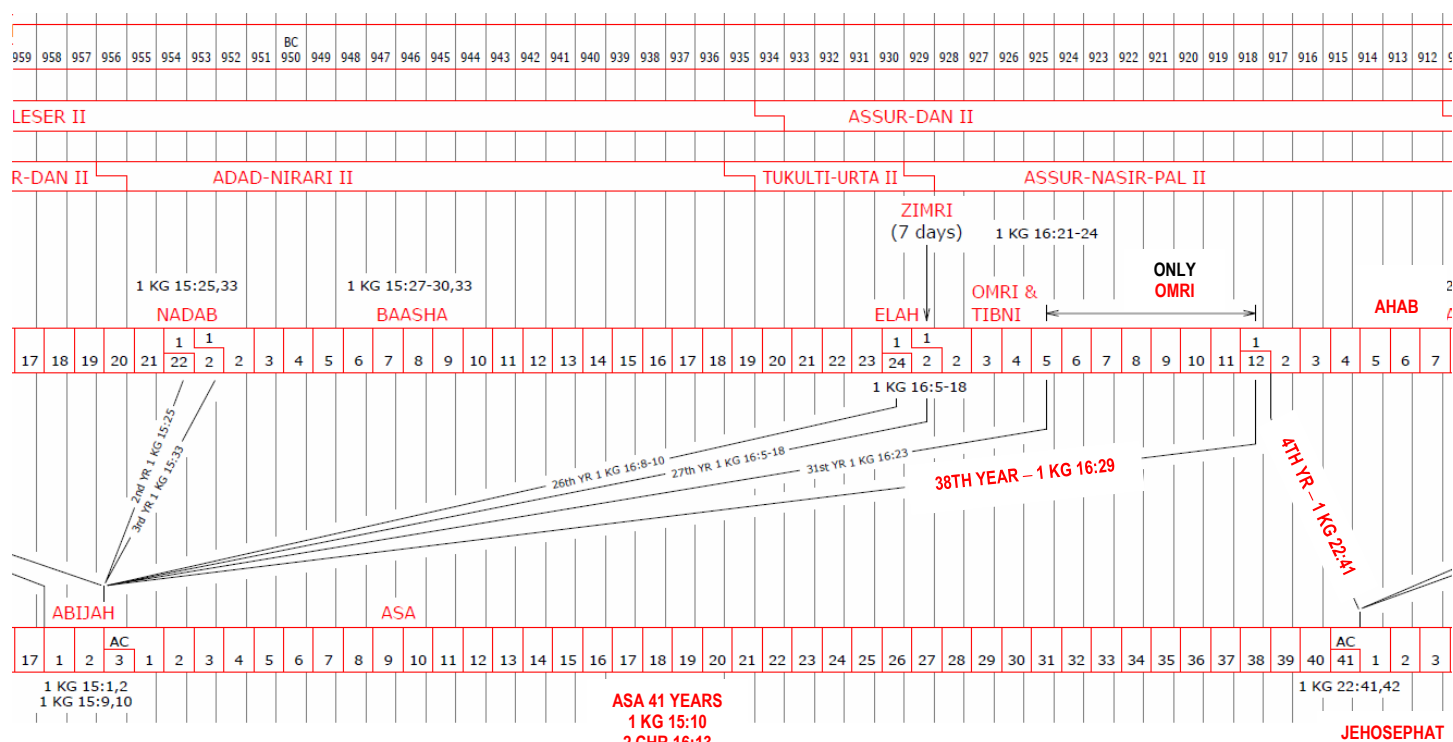 BC
959 958 957 956 955 954 953 952 951 950 949 948 947 946 945 944 943 942 941 940 939 938 937 936 935 934 933 932 931 930 929 928 927 926 925 924 923 922 921 920 919 918 917 916 915 914 913 912 9
LESER II ASSUR-DAN II
R-DAN II ADAD-NIRARI II TUKULTI-URTA II ASSUR-NASIR-PAL II
ZIMRI
(7 days) 1 KG 16:21-24
ONLY
OMRI
1 KG 15:25,33 1 KG 15:27-30,33 2
NADAB BAASHA ELAH
OMRI &
TIBNI
AHAB A
1 1 1 1 1
17 18 19 20 21 22 2 2 3 4 5 6 7 8 9 10 11 12 13 14 15 16 17 18 19 20 21 22 23 24 2 2 3 4 5 6 7 8 9 10 11 12 2 3 4 5 6 7
1 KG 16:5-18
2nd YR 1 KG 15:25
3rd YR 1 KG 15:33
26th YR 1 KG 16:8-10
27th YR 1 KG 16:5-18
31st YR 1 KG 16:23
38TH YEAR – 1 KG 16:29
4TH YR – 1 KG 22:41
ABIJAH ASA
AC AC
17 1 2 3 1 2 3 4 5 6 7 8 9 10 11 12 13 14 15 16 17 18 19 20 21 22 23 24 25 26 27 28 29 30 31 32 33 34 35 36 37 38 39 40 41 1 2 3
1 KG 15:1,2
1 KG 15:9,10
1 KG 22:41,42
ASA 41 YEARS
1 KG 15:10
2 CHR 16:13
JEHOSEPHAT